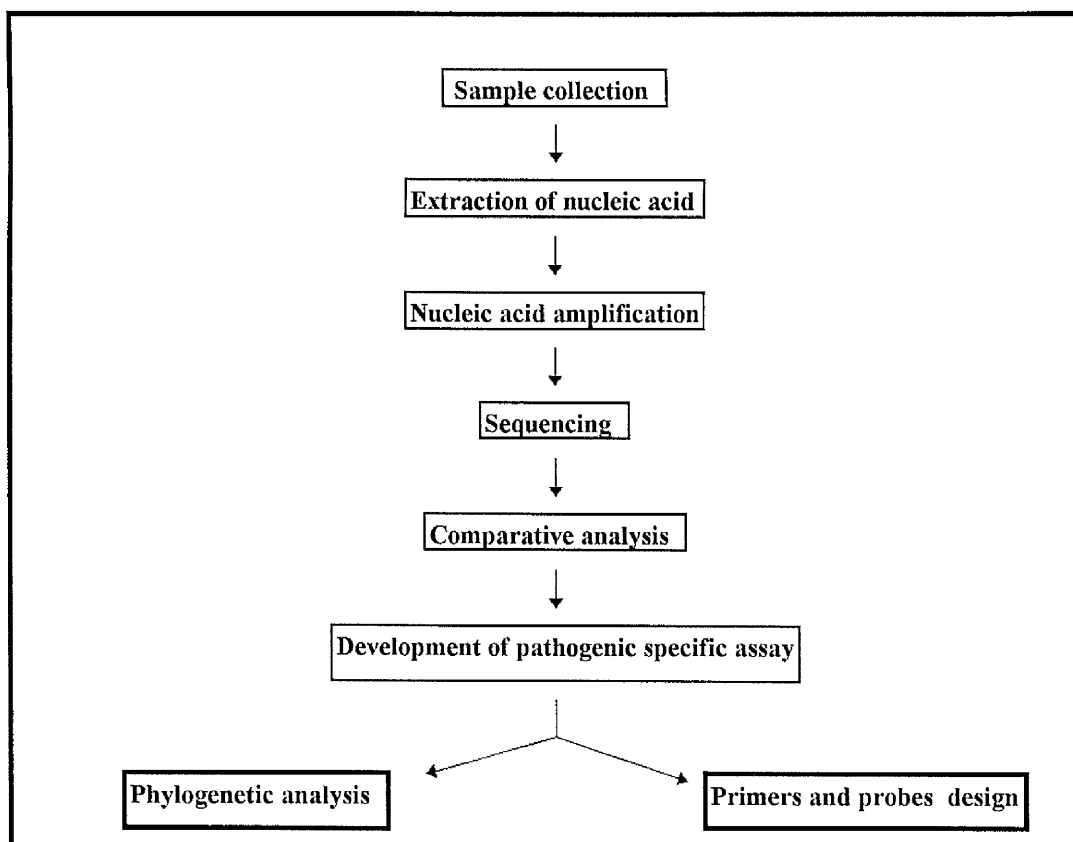 Sample collection
Extraction of nucleic acid
Nucleic acid amplification
Sequencing
Comparative analysis
Development of pathogenic specific assay
Phylogenetic analysis
Primers and probes design